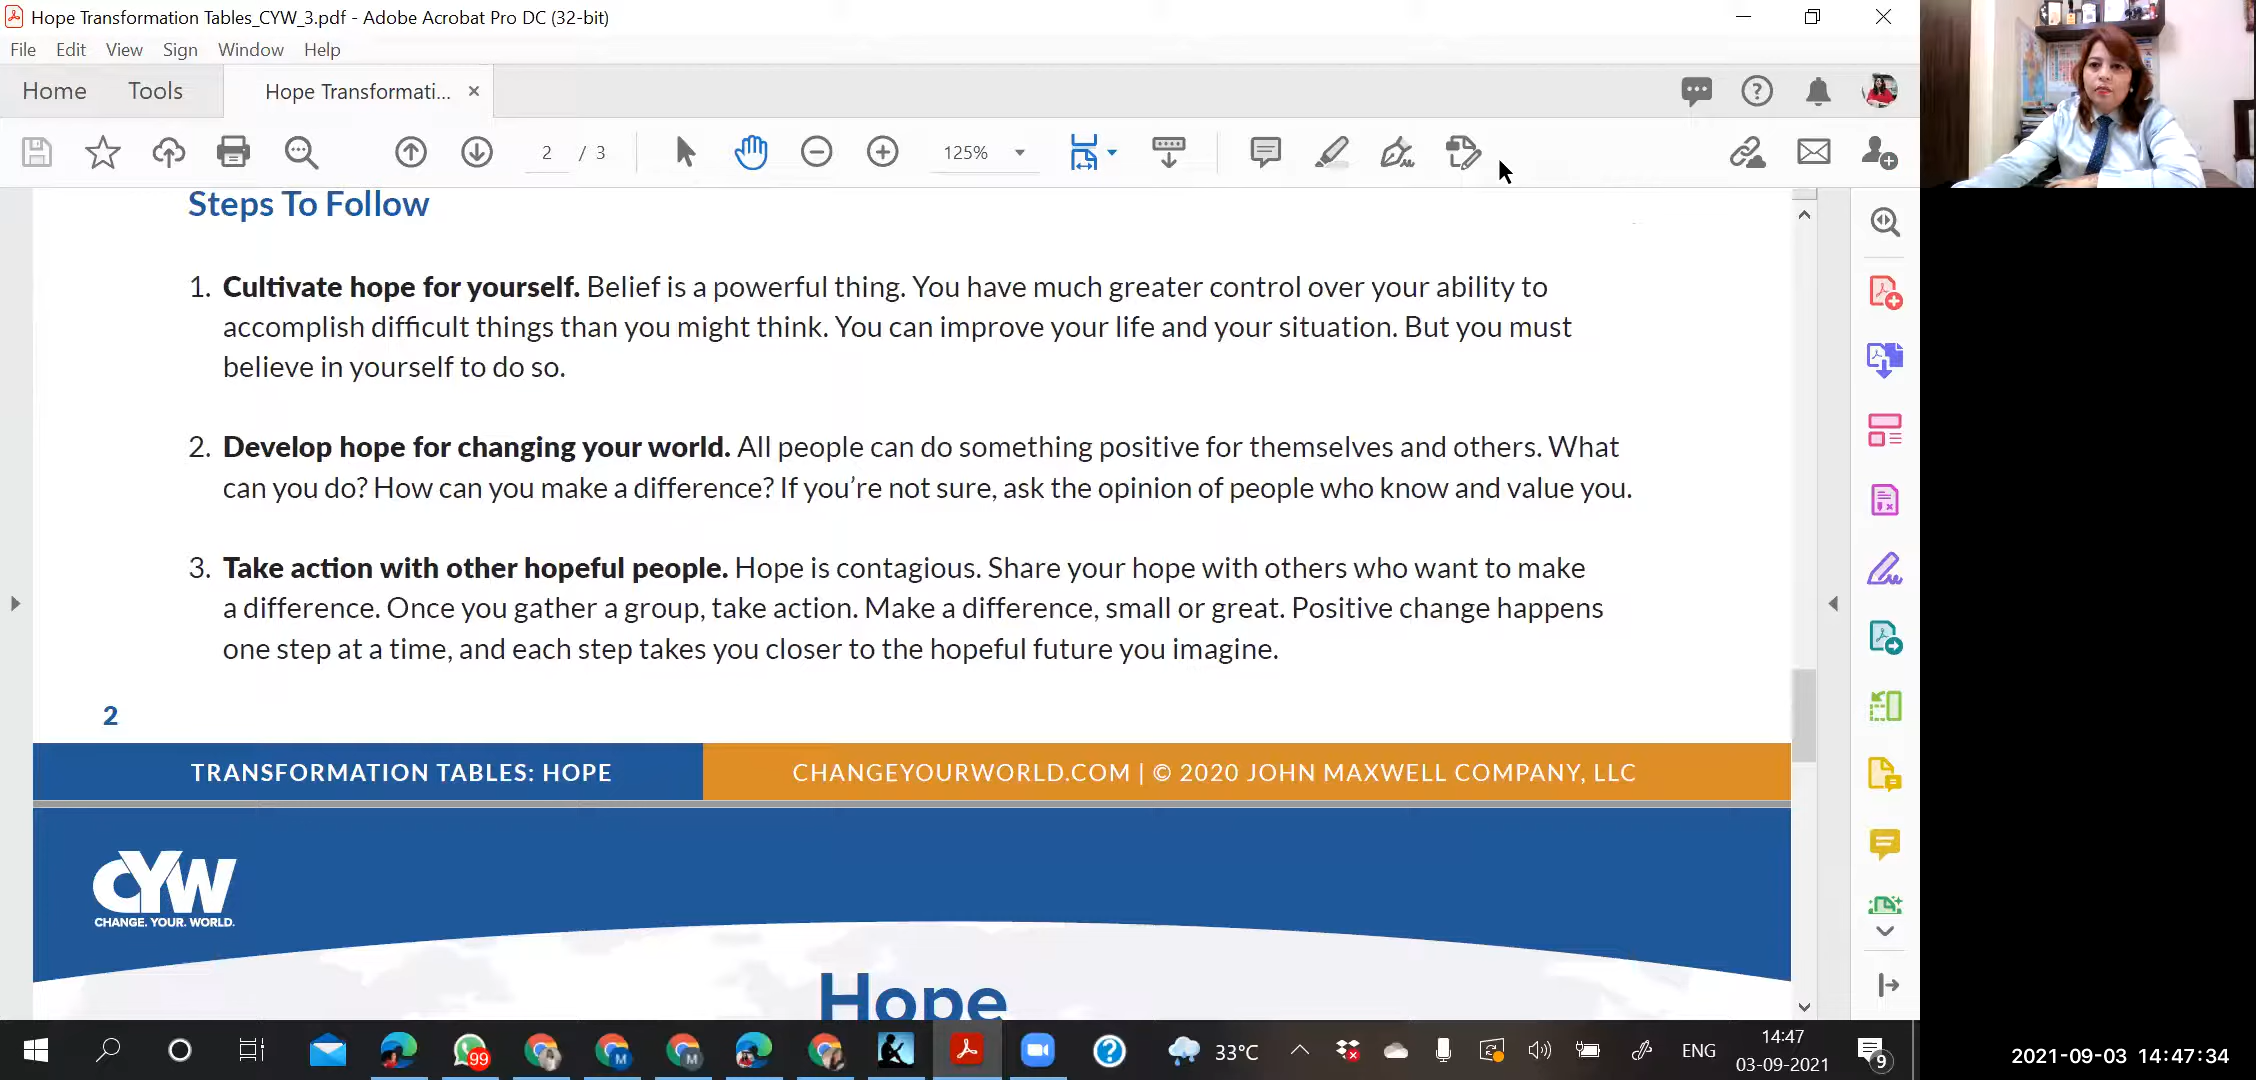 Hope Transformation Tables_CYW_3.pdf - Adobe Acrobat Pro DC (32-bit)
File Edit View Sign Window Help
Home Tools Hope Transformati... ×
2 / 3 125%
Steps To Follow
1. Cultivate hope for yourself. Belief is a powerful thing. You have much greater control over your ability to
accomplish difficult things than you might think. You can improve your life and your situation. But you must
believe in yourself to do so.
2. Develop hope for changing your world. All people can do something positive for themselves and others. What
can you do? How can you make a difference? If you’re not sure, ask the opinion of people who know and value you.
3. Take action with other hopeful people. Hope is contagious. Share your hope with others who want to make
a difference. Once you gather a group, take action. Make a difference, small or great. Positive change happens
one step at a time, and each step takes you closer to the hopeful future you imagine.
2
TRANSFORMATION TABLES: HOPE CHANGEYOURWORLD.COM | © 2020 JOHN MAXWELL COMPANY, LLC
CYW
CHANGE. YOUR. WORLD.
Hope
99
M
M
33°C
ENG
14:47
03-09-2021
9
2021-09-03 14:47:34